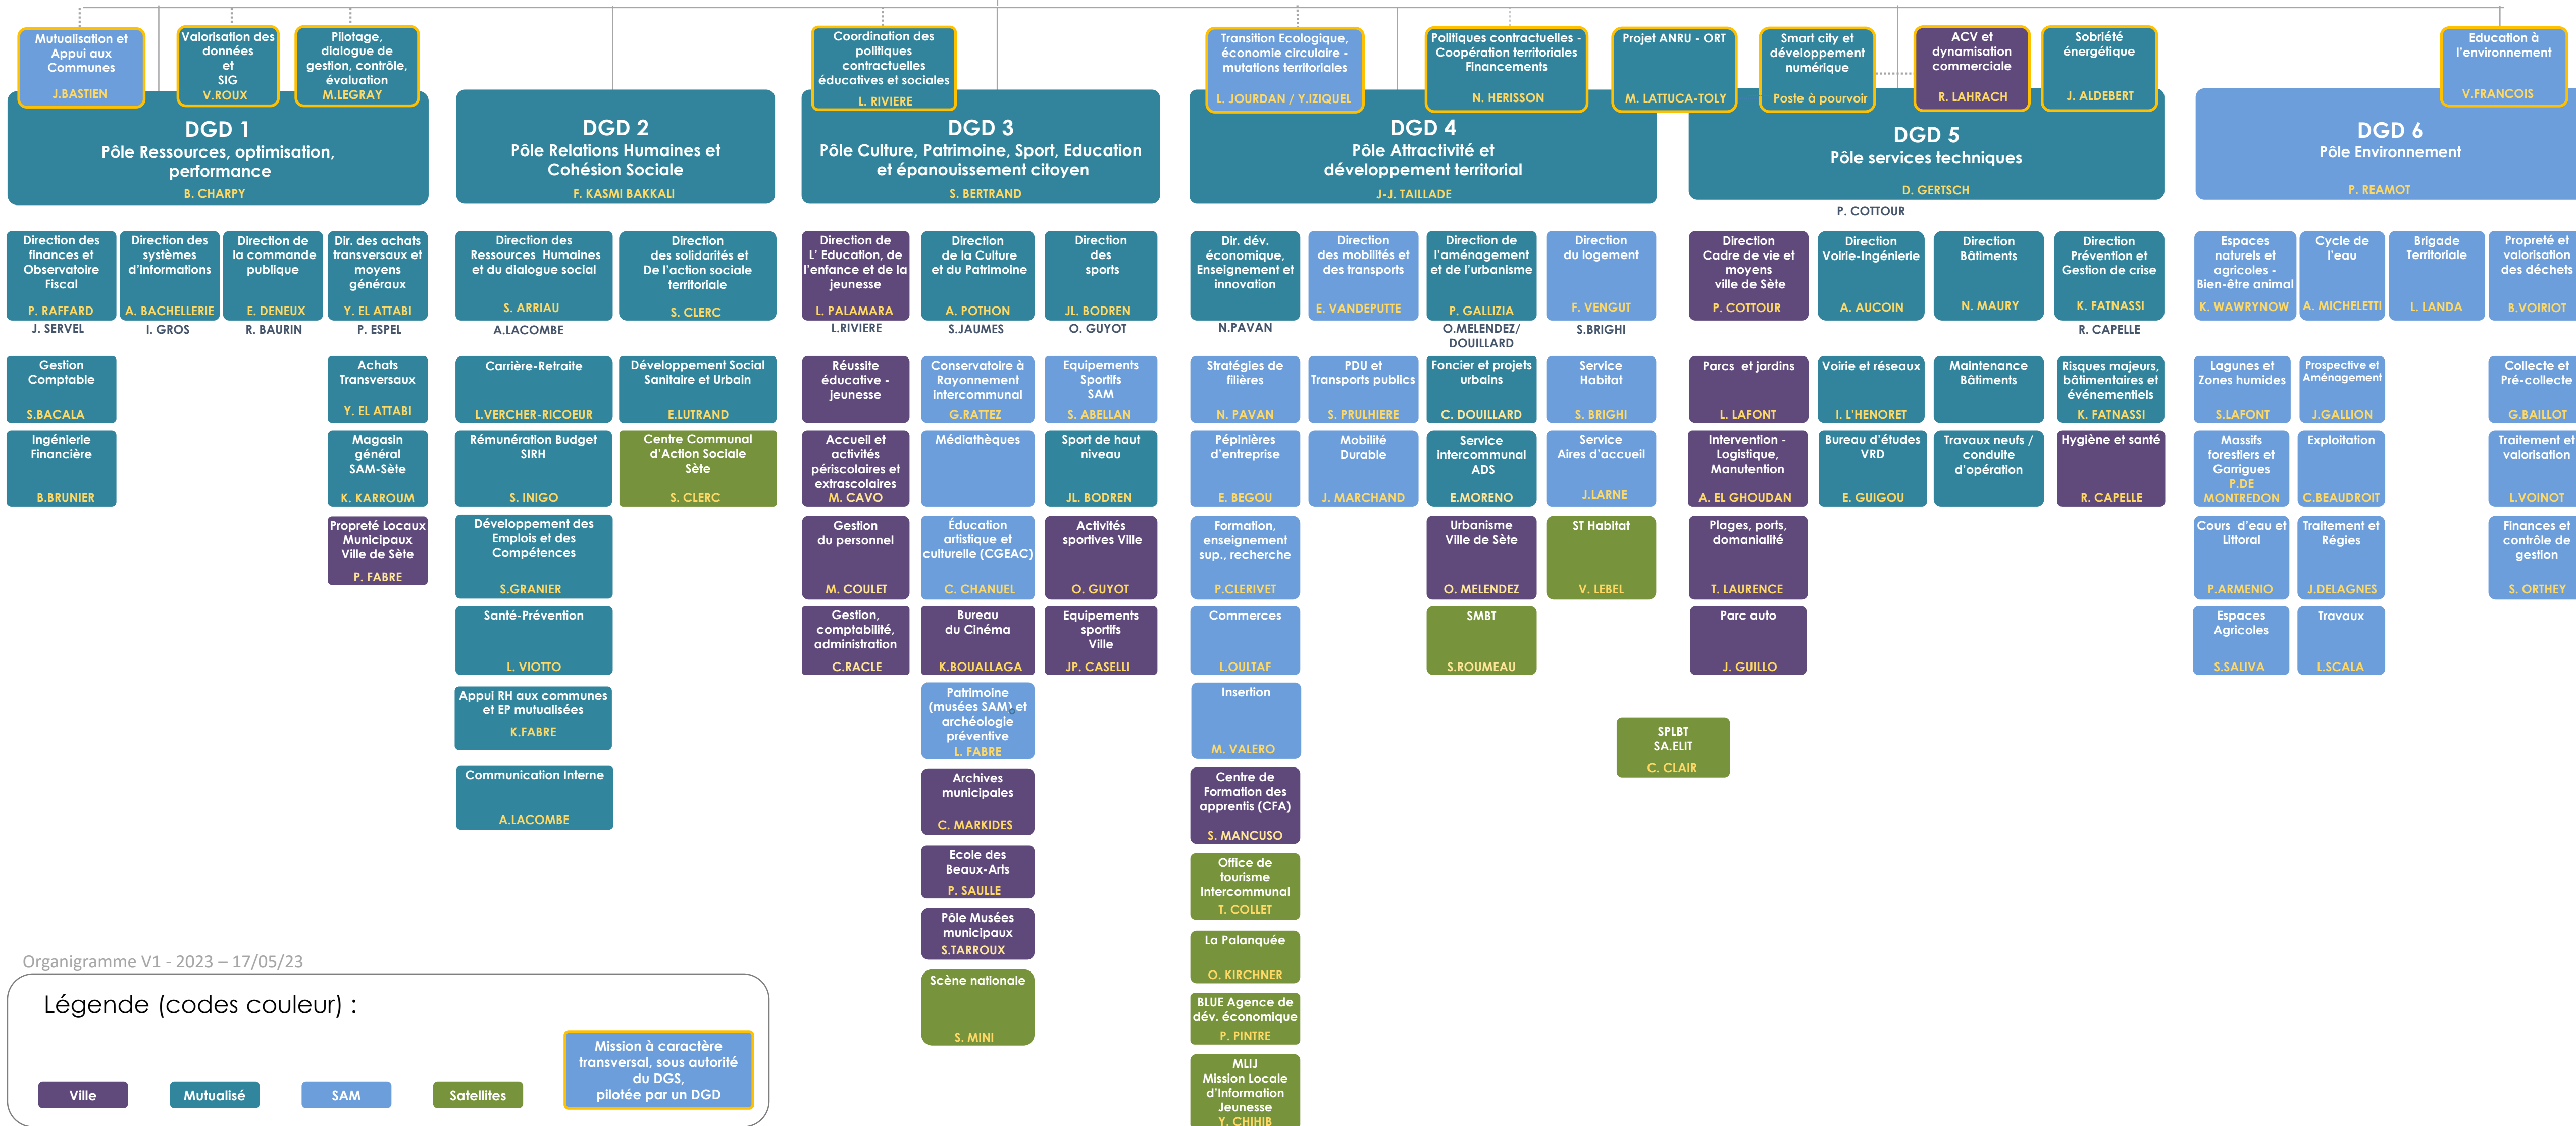 Mutualisation et
Appui aux
Communes
J.BASTIEN
Valorisation des
données
et
SIG
V.ROUX
Pilotage,
dialogue de
gestion, contrôle,
évaluation
M.LEGRAY
Coordination des
politiques
contractuelles
éducatives et sociales
L. RIVIERE
Transition Ecologique,
économie circulaire -
mutations territoriales
L. JOURDAN / Y.IZIQUEL
Politiques contractuelles -
Coopération territoriales
Financements
N. HERISSON
Projet ANRU - ORT
M. LATTUCA-TOLY
Smart city et
développement
numérique
Poste à pourvoir
ACV et
dynamisation
commerciale
R. LAHRACH
Sobriété
énergétique
J. ALDEBERT
Education à
l'environnement
V.FRANCOIS
DGD 1
Pôle Ressources, optimisation,
performance
B. CHARPY
DGD 2
Pôle Relations Humaines et
Cohésion Sociale
F. KASMI BAKKALI
DGD 3
Pôle Culture, Patrimoine, Sport, Education
et épanouissement citoyen
S. BERTRAND
DGD 4
Pôle Attractivité et
développement territorial
J-J. TAILLADE
DGD 5
Pôle services techniques
D. GERTSCH
P. COTTOUR
DGD 6
Pôle Environnement
P. REAMOT
Direction des
finances et
Observatoire
Fiscal
P. RAFFARD
J. SERVEL
Direction des
systèmes
d'informations
A. BACHELLERIE
I. GROS
Direction de
la commande
publique
E. DENEUX
R. BAURIN
Dir. des achats
transversaux et
moyens
généraux
Y. EL ATTABI
P. ESPEL
Direction des
Ressources  Humaines
et du dialogue social
S. ARRIAU
A.LACOMBE
Direction
des solidarités et
De l'action sociale
territoriale
S. CLERC
Direction de
L' Education, de
l'enfance et de la
jeunesse
L. PALAMARA
L.RIVIERE
Direction
de la Culture
et du Patrimoine
A. POTHON
S.JAUMES
Direction
des
sports
JL. BODREN
O. GUYOT
Dir. dév.
économique,
Enseignement et
innovation
N.PAVAN
Direction
des mobilités et
des transports
E. VANDEPUTTE
Direction de
l'aménagement
et de l'urbanisme
P. GALLIZIA
O.MELENDEZ/
DOUILLARD
Direction
du logement
F. VENGUT
S.BRIGHI
Direction
Cadre de vie et
moyens
ville de Sète
P. COTTOUR
Direction
Voirie-Ingénierie
A. AUCOIN
Direction
Bâtiments
N. MAURY
Direction
Prévention et
Gestion de crise
K. FATNASSI
R. CAPELLE
Espaces
naturels et
agricoles -
Bien-être animal
K. WAWRYNOW
Cycle de
l'eau
A. MICHELETTI
Brigade
Territoriale
L. LANDA
Propreté et
valorisation
des déchets
B.VOIRIOT
Gestion
Comptable
S.BACALA
Ingénierie
Financière
B.BRUNIER
Achats
Transversaux
Y. EL ATTABI
Magasin
général
SAM-Sète
K. KARROUM
Propreté Locaux
Municipaux
Ville de Sète
P. FABRE
Carrière-Retraite
L.VERCHER-RICOEUR
Rémunération Budget
SIRH
S. INIGO
Développement des
Emplois et des
Compétences
S.GRANIER
Santé-Prévention
L. VIOTTO
Appui RH aux communes
et EP mutualisées
K.FABRE
Communication Interne
A.LACOMBE
Développement Social
Sanitaire et Urbain
E.LUTRAND
Centre Communal
d'Action Sociale
Sète
S. CLERC
Réussite
éducative -
jeunesse
Accueil et
activités
périscolaires et
extrascolaires
M. CAVO
Gestion
du personnel
M. COULET
Gestion,
comptabilité,
administration
C.RACLE
Conservatoire à
Rayonnement
intercommunal
G.RATTEZ
Médiathèques
Éducation
artistique et
culturelle (CGEAC)
C. CHANUEL
Bureau
du Cinéma
K.BOUALLAGA
Patrimoine
(musées SAM) et
archéologie
préventive
L. FABRE
Archives
municipales
C. MARKIDES
Ecole des
Beaux-Arts
P. SAULLE
Pôle Musées
municipaux
S.TARROUX
Scène nationale
S. MINI
Equipements
Sportifs
SAM
S. ABELLAN
Sport de haut
niveau
JL. BODREN
Activités
sportives Ville
O. GUYOT
Equipements
sportifs
Ville
JP. CASELLI
Stratégies de
filières
N. PAVAN
Pépinières
d'entreprise
E. BEGOU
Formation,
enseignement
sup., recherche
P.CLERIVET
Commerces
L.OULTAF
Insertion
M. VALERO
Centre de
Formation des
apprentis (CFA)
S. MANCUSO
Office de
tourisme
Intercommunal
T. COLLET
La Palanquée
O. KIRCHNER
BLUE Agence de
dév. économique
P. PINTRE
MLIJ
Mission Locale
d'Information
Jeunesse
Y. CHIHIB
PDU et
Transports publics
S. PRULHIERE
Mobilité
Durable
J. MARCHAND
Foncier et projets
urbains
C. DOUILLARD
Service
intercommunal
ADS
E.MORENO
Urbanisme
Ville de Sète
O. MELENDEZ
SMBT
S.ROUMEAU
Service
Habitat
S. BRIGHI
Service
Aires d'accueil
J.LARNE
ST Habitat
V. LEBEL
SPLBT
SA.ELIT
C. CLAIR
Parcs  et jardins
L. LAFONT
Intervention -
Logistique,
Manutention
A. EL GHOUDAN
Plages, ports,
domanialité
T. LAURENCE
Parc auto
J. GUILLO
Voirie et réseaux
I. L'HENORET
Bureau d'études
VRD
E. GUIGOU
Maintenance
Bâtiments
Travaux neufs /
conduite
d'opération
Risques majeurs,
bâtimentaires et
événementiels
K. FATNASSI
Hygiène et santé
R. CAPELLE
Lagunes et
Zones humides
S.LAFONT
Massifs
forestiers et
Garrigues
P.DE
MONTREDON
Cours  d'eau et
Littoral
P.ARMENIO
Espaces
Agricoles
S.SALIVA
Prospective et
Aménagement
J.GALLION
Exploitation
C.BEAUDROIT
Traitement et
Régies
J.DELAGNES
Travaux
L.SCALA
Collecte et
Pré-collecte
G.BAILLOT
Traitement et
valorisation
L.VOINOT
Finances et
contrôle de
gestion
S. ORTHEY
Organigramme V1 - 2023 – 17/05/23
Légende (codes couleur) :
Ville
Mutualisé
SAM
Satellites
Mission à caractère
transversal, sous autorité
du DGS,
pilotée par un DGD